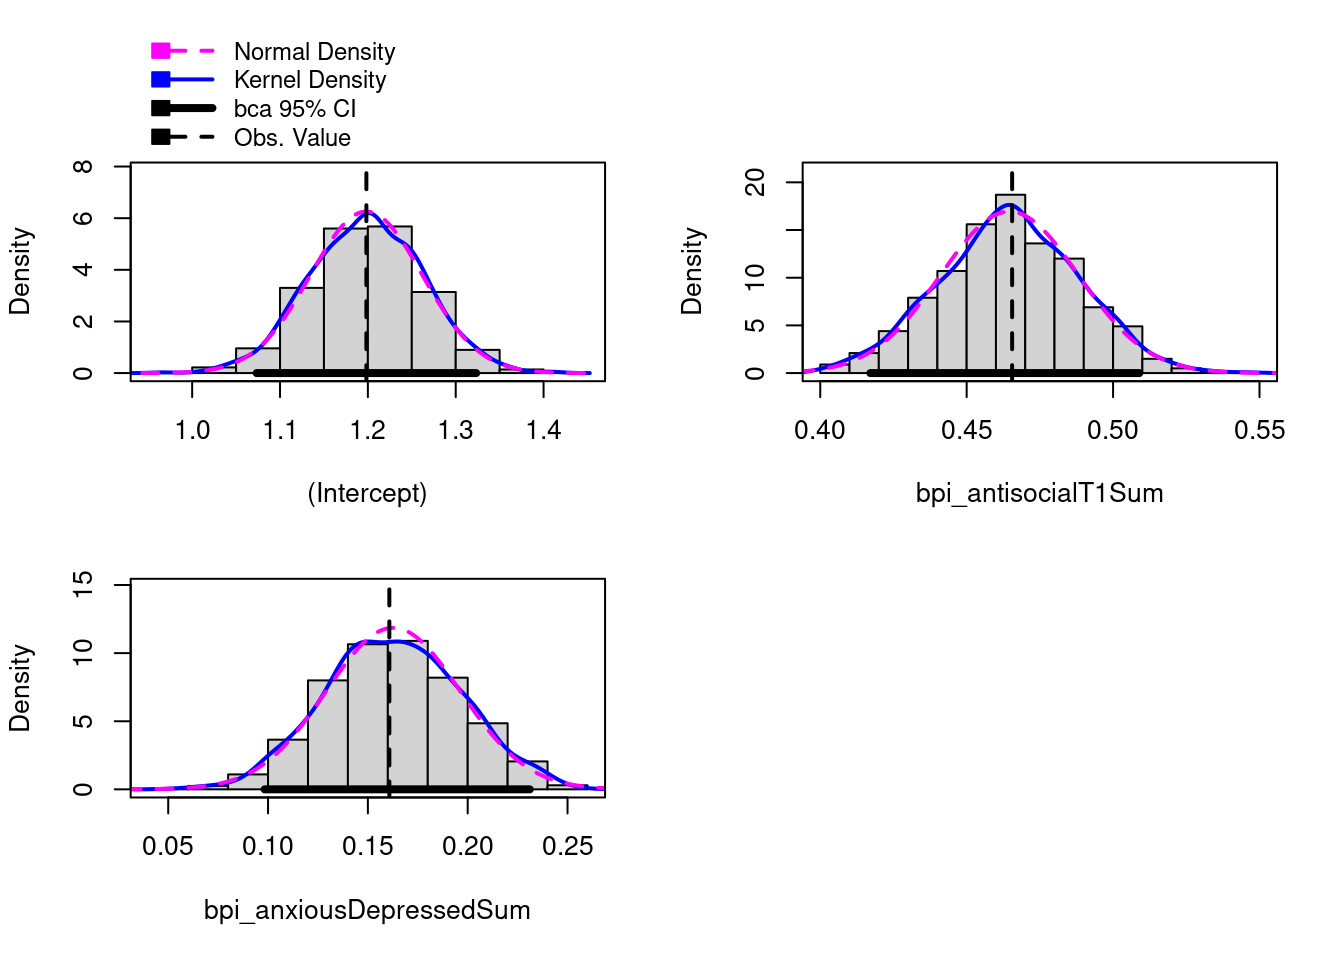 Normal Density
Kernel Density
bca 95% CI
Obs. Value
Density
8
6
4
2
0
1.0 1.1 1.2 1.3 1.4
(Intercept)
Density
20
10
5
0
0.40 0.45 0.50 0.55
bpi_antisocialT1Sum
Density
15
10
5
0
0.05 0.10 0.15 0.20 0.25
bpi_anxiousDepressedSum